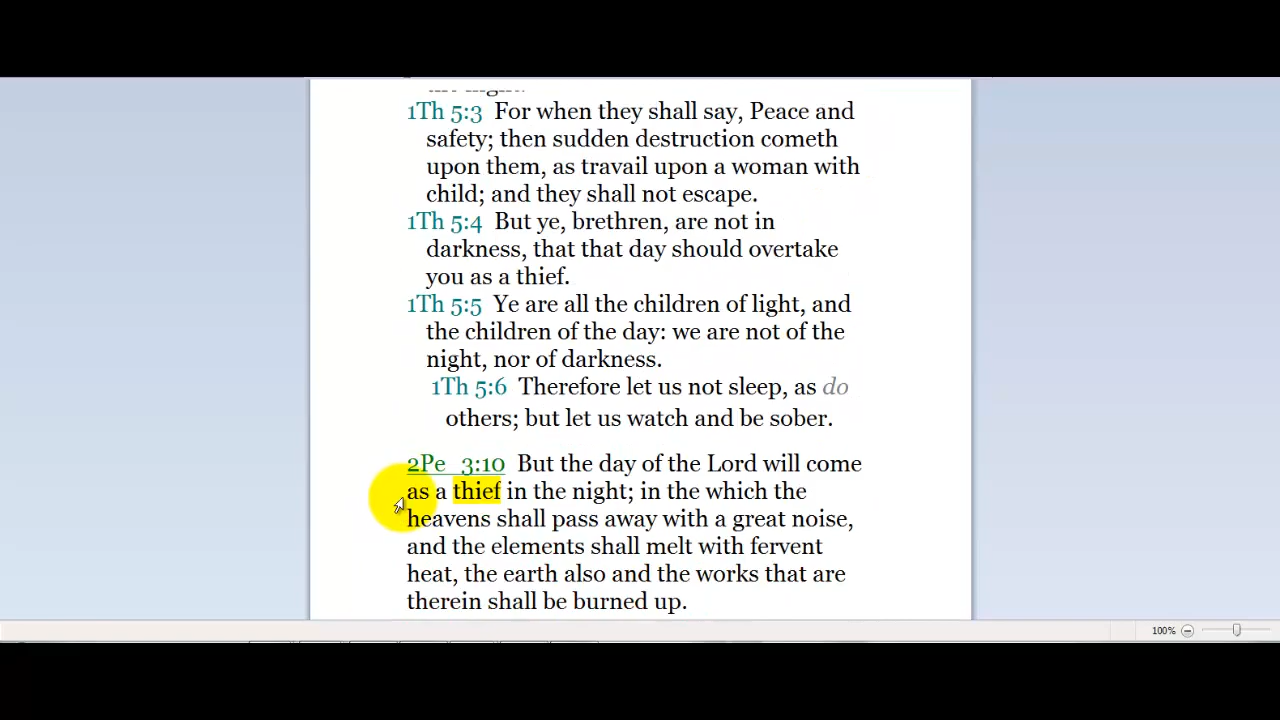 1Th 5:3 For when they shall say, Peace and
safety; then sudden destruction cometh
upon them, as travail upon a woman with
child; and they shall not escape.
1Th 5:4 But ye, brethren, are not in
darkness, that that day should overtake
you as a thief.
1Th 5:5 Ye are all the children of light, and
the children of the day: we are not of the
night, nor of darkness.
1Th 5:6 Therefore let us not sleep, as do
others; but let us watch and be sober.
2Pe 3:10 But the day of the Lord will come
as a thief in the night; in the which the
heavens shall pass away with a great noise,
and the elements shall melt with fervent
heat, the earth also and the works that are
therein shall be burned up.
100%